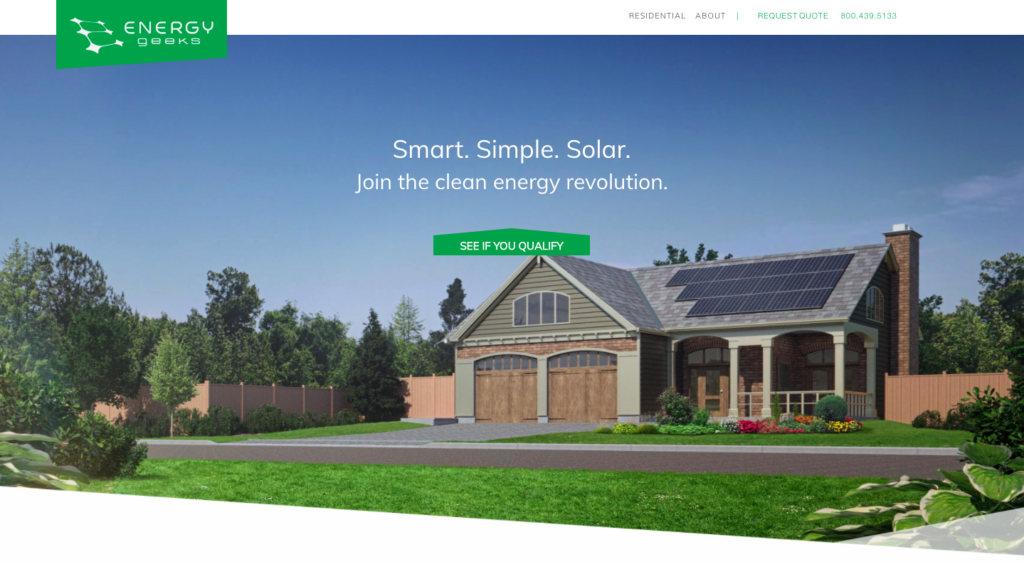 ENERGY
geeks
RESIDENTIAL ABOUT | REQUEST QUOTE 800.439.5133
Smart. Simple. Solar.
Join the clean energy revolution.
SEE IF YOU QUALIFY